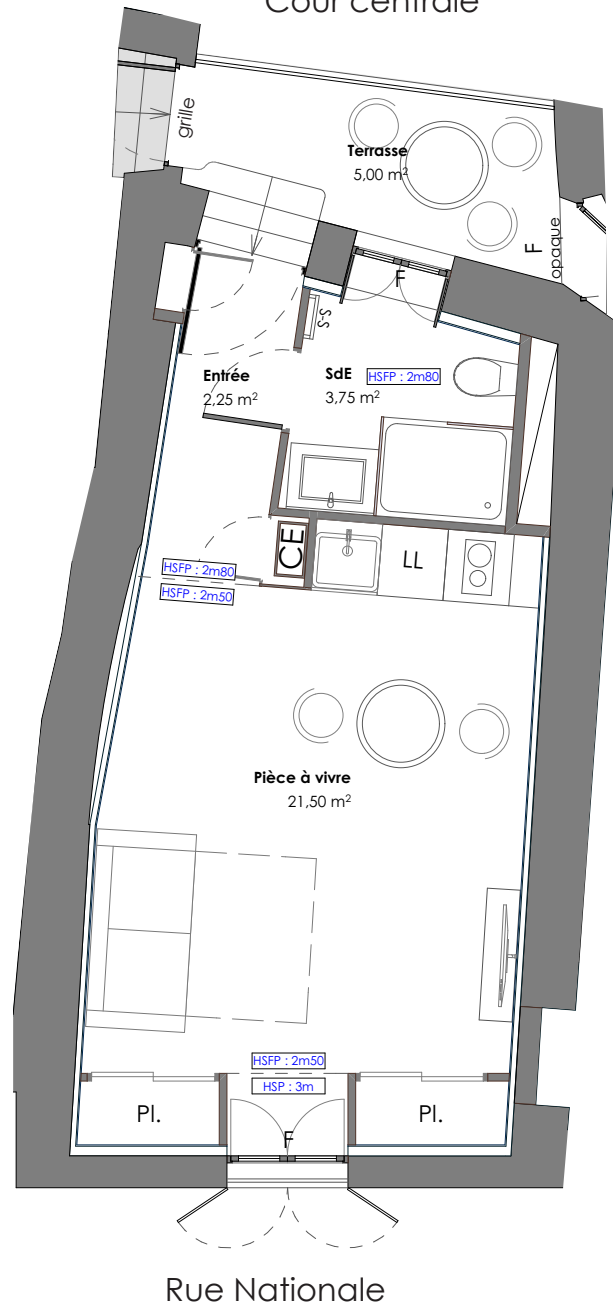 Cour centrale
grille
Terrasse
5,00 m²
F
opaque
F
S-S
Entrée
2,25 m²
SdE
3,75 m²
HSFP : 2m80
CE
LL
HSFP : 2m80
HSFP : 2m50
Pièce à vivre
21,50 m²
HSFP : 2m50
HSP : 3m
Pl.
F
Pl.
Rue Nationale